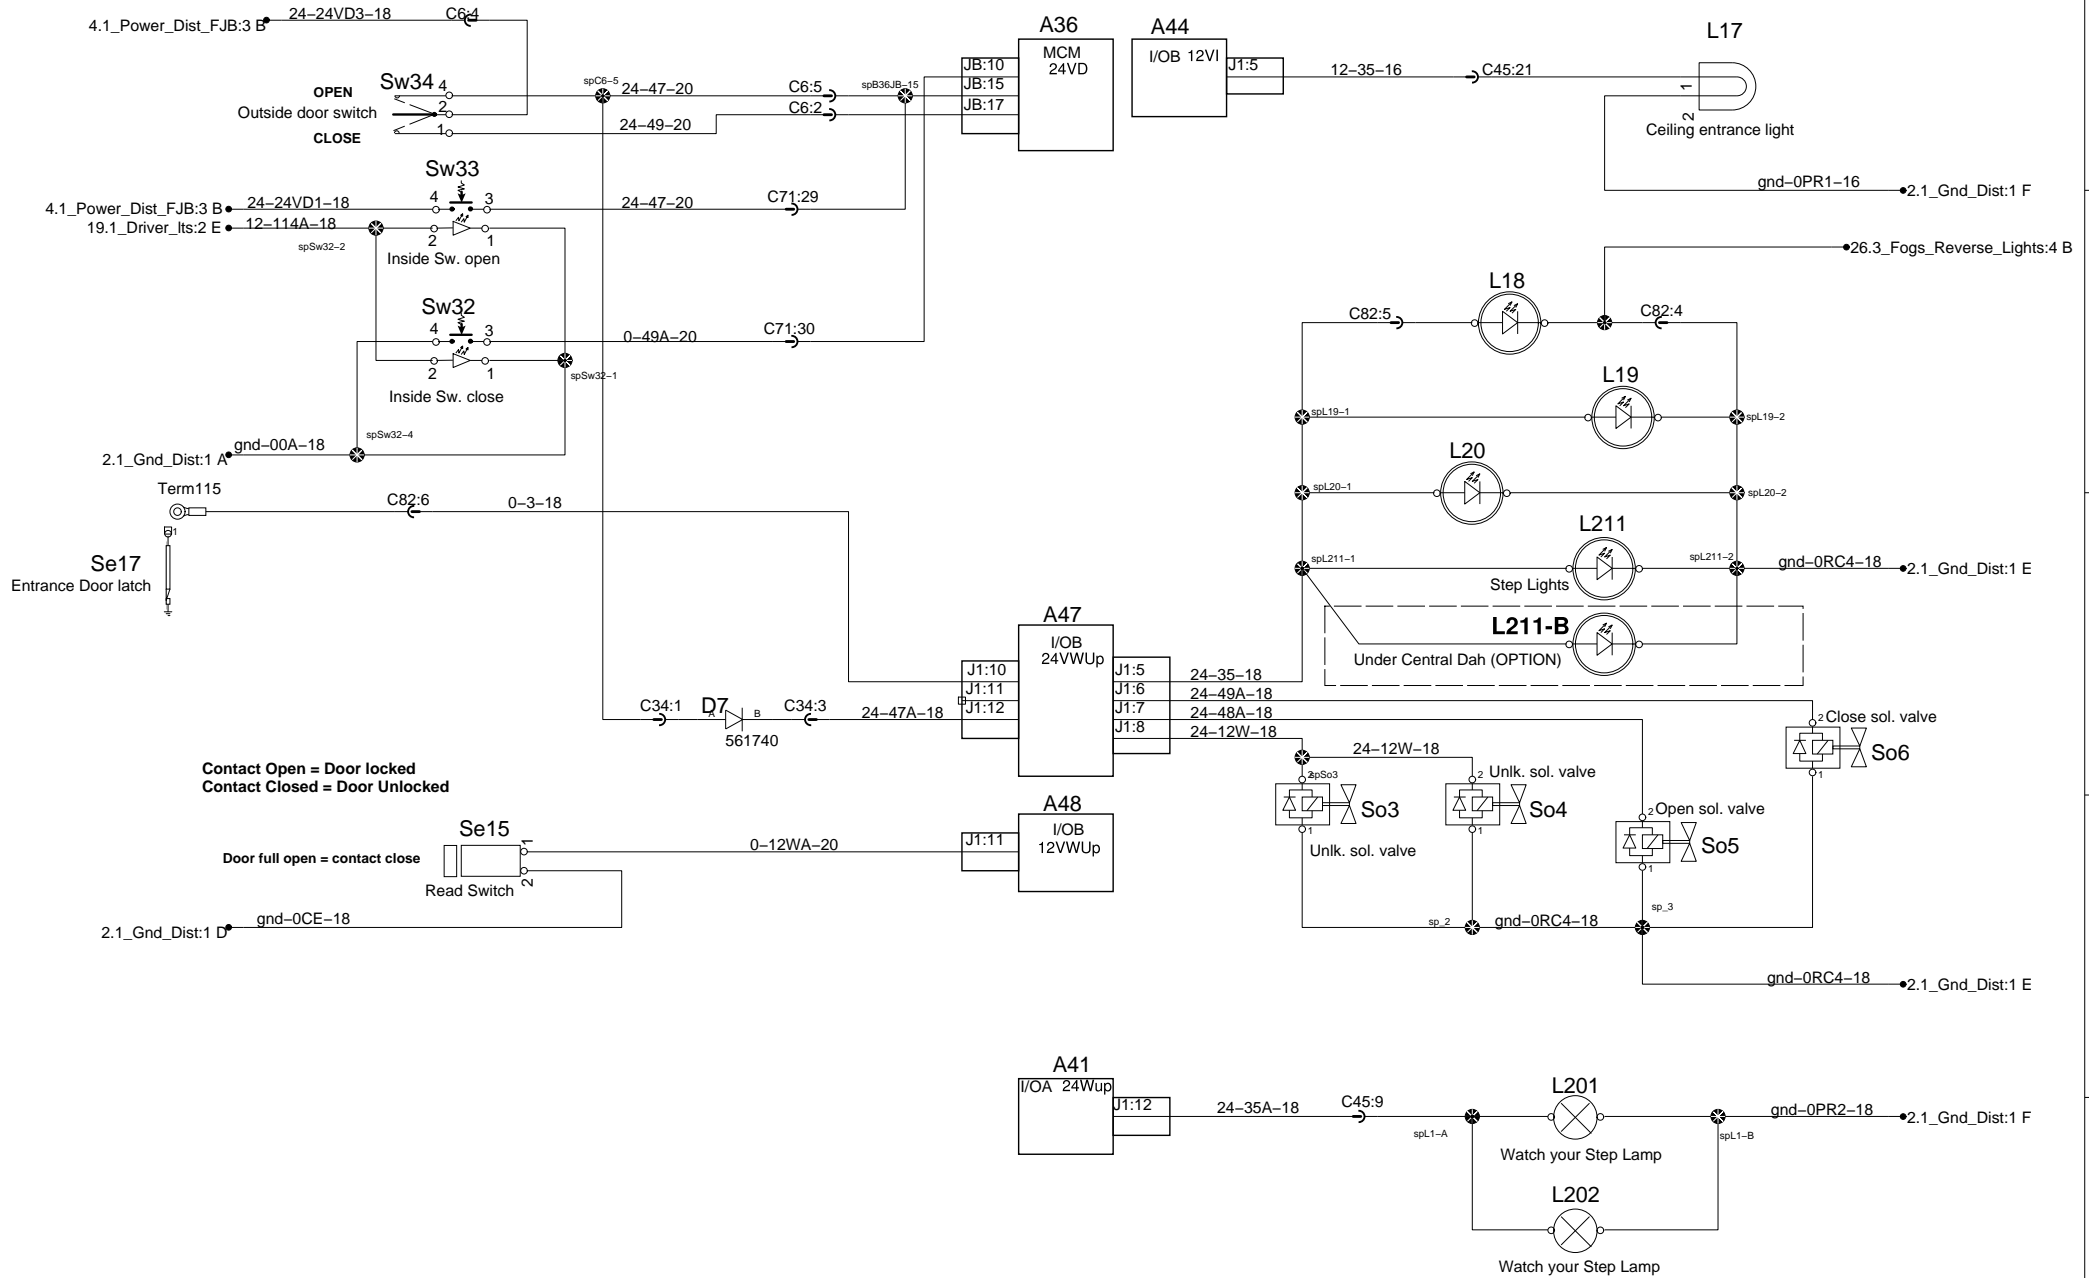 24–24VD3–18
C6:4
4.1_Power_Dist_FJB:3 B
Sw34
4
OPEN
Outside door switch
2
CLOSE
1
spC6–5
24–47–20
C6:5
spB36JB–15
C6:2
24–49–20
A36
MCM
24VD
JB:10
JB:15
JB:17
A44
I/OB 12VI
J1:5
12–35–16
C45:21
L17
1
2
Ceiling entrance light
gnd–0PR1–16
2.1_Gnd_Dist:1 F
Sw33
4.1_Power_Dist_FJB:3 B
24–24VD1–18
4
3
24–47–20
C71:29
19.1_Driver_lts:2 E
12–114A–18
spSw32–2
2
1
Inside Sw. open
Sw32
4
3
0–49A–20
C71:30
2
1
spSw32–1
Inside Sw. close
spSw32–4
gnd–00A–18
2.1_Gnd_Dist:1 A
26.3_Fogs_Reverse_Lights:4 B
L18
C82:5
C82:4
L19
spL19–1
spL19–2
L20
spL20–1
spL20–2
L211
spL211–1
spL211–2
Step Lights
gnd–0RC4–18
2.1_Gnd_Dist:1 E
L211-B
Under Central Dah (OPTION)
Term115
C82:6
0–3–18
1
Se17
Entrance Door latch
A47
I/OB
24VWUp
J1:10
J1:11
J1:12
J1:5
J1:6
J1:7
J1:8
24–35–18
24–49A–18
24–48A–18
24–12W–18
24–12W–18
C34:1
D7
A
B
561740
C34:3
24–47A–18
2
Close sol. valve
So6
1
2
spSo3
So3
1
Unlk. sol. valve
2
Unlk. sol. valve
So4
1
2
Open sol. valve
So5
1
sp_2
gnd–0RC4–18
sp_3
gnd–0RC4–18
2.1_Gnd_Dist:1 E
Contact Open = Door locked
Contact Closed = Door Unlocked
Se15
Door full open = contact close
1
2
Read Switch
0–12WA–20
A48
I/OB
12VWUp
J1:11
gnd–0CE–18
2.1_Gnd_Dist:1 D
A41
I/OA 24Wup
J1:12
24–35A–18
C45:9
spL1–A
L201
Watch your Step Lamp
spL1–B
gnd–0PR2–18
2.1_Gnd_Dist:1 F
L202
Watch your Step Lamp